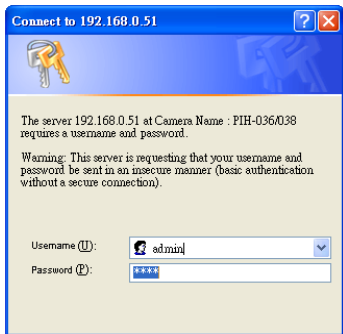 Connect to 192.168.0.51
The server 192.168.0.51 at Camera Name : PIH-036/038
requires a username and password.
Warning: This server is requesting that your username and
password be sent in an insecure manner (basic authentication
without a secure connection).
Username (U):
admin
Password (P):
****